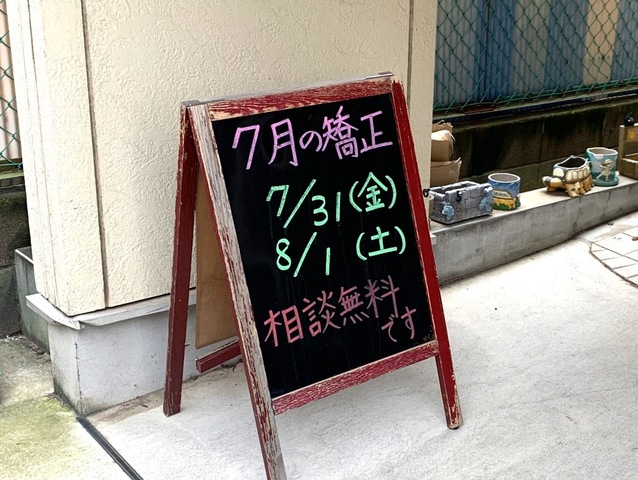 7月の矯正
7/31(金)
8/1(土)
相談無料
です